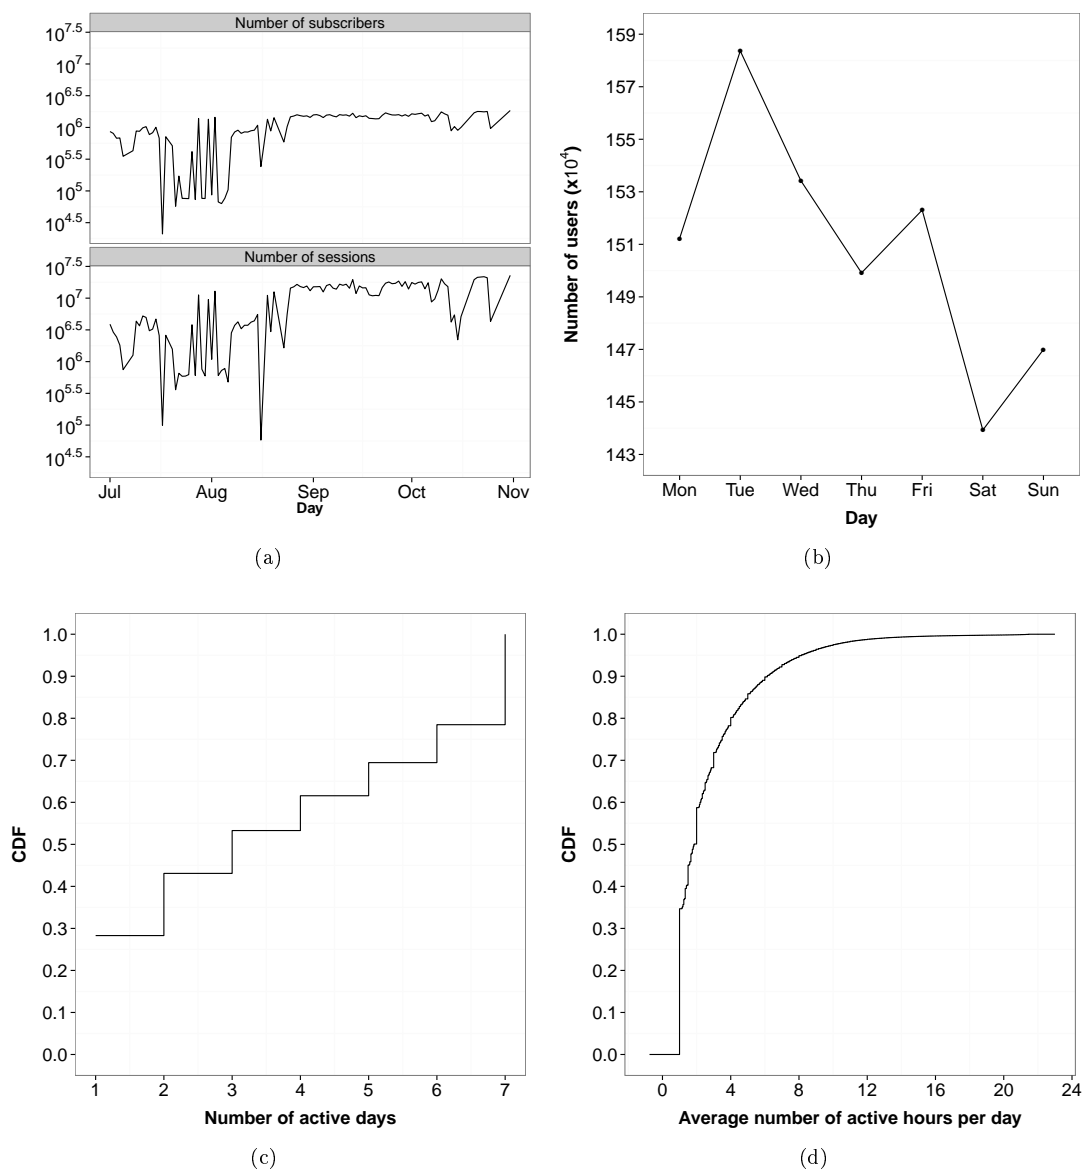 Number of subscribers
10^7.5
10^7
10^6.5
10^6
10^5.5
10^5
10^4.5
Number of sessions
10^7.5
10^7
10^6.5
10^6
10^5.5
10^5
10^4.5
Jul Aug Sep Oct Nov
Day
(a)
159
157
155
153
151
149
147
145
143
Number of users (x10^4)
Mon Tue Wed Thu Fri Sat Sun
Day
(b)
1.0
0.9
0.8
0.7
0.6
0.5
0.4
0.3
0.2
0.1
0.0
CDF
1 2 3 4 5 6 7
Number of active days
(c)
1.0
0.9
0.8
0.7
0.6
0.5
0.4
0.3
0.2
0.1
0.0
CDF
0 4 8 12 16 20 24
Average number of active hours per day
(d)